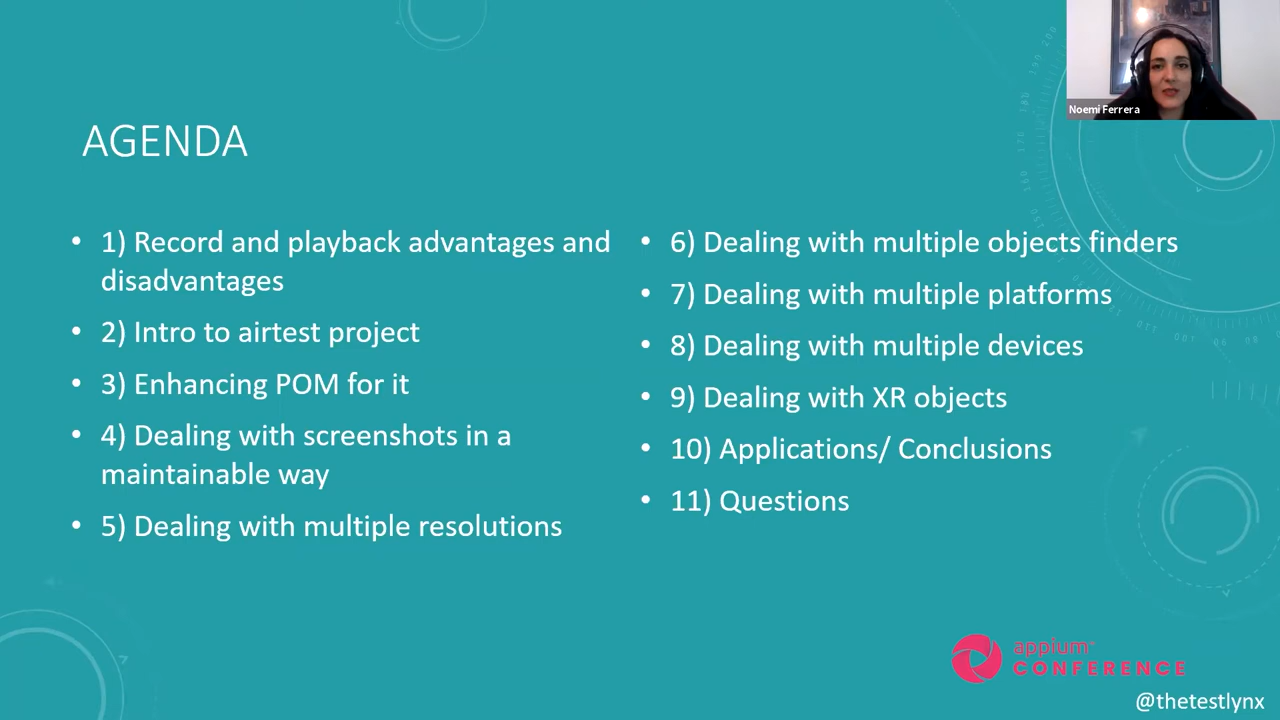 Noemi Ferrera
AGENDA
• 1) Record and playback advantages and
disadvantages
• 2) Intro to airtest project
• 3) Enhancing POM for it
• 4) Dealing with screenshots in a
maintainable way
• 5) Dealing with multiple resolutions
• 6) Dealing with multiple objects finders
• 7) Dealing with multiple platforms
• 8) Dealing with multiple devices
• 9) Dealing with XR objects
• 10) Applications/ Conclusions
• 11) Questions
appium
CONFERENCE
@thetestlynx